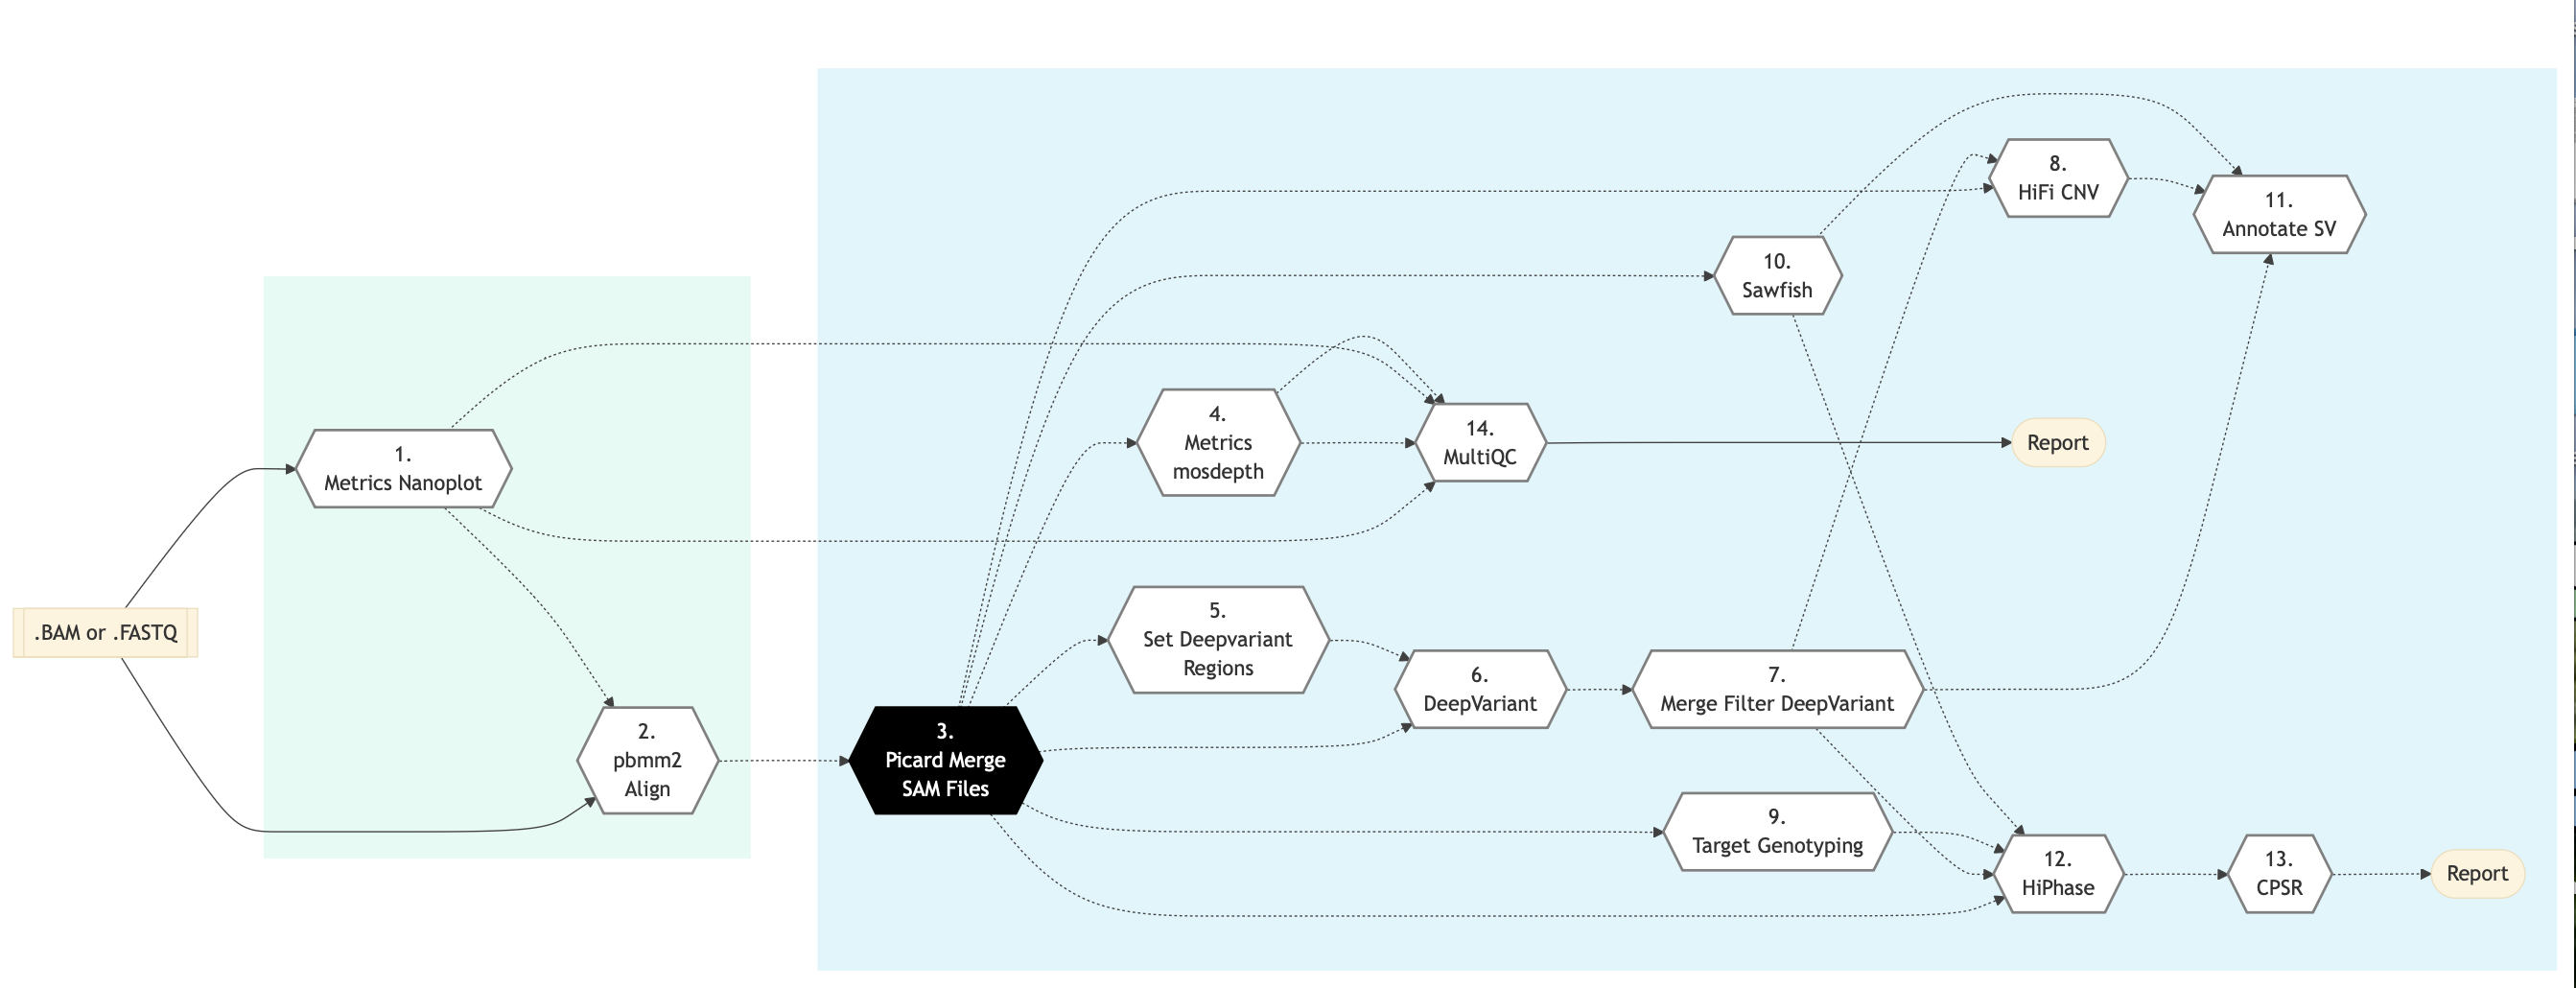 .BAM or .FASTQ
1.
Metrics Nanoplot
2.
pbmm2
Align
3.
Picard Merge
SAM Files
4.
Metrics
mosdepth
5.
Set Deepvariant
Regions
6.
DeepVariant
7.
Merge Filter DeepVariant
8.
HiFi CNV
9.
Target Genotyping
10.
Sawfish
11.
Annotate SV
12.
HiPhase
13.
CPSR
Report
14.
MultiQC
Report